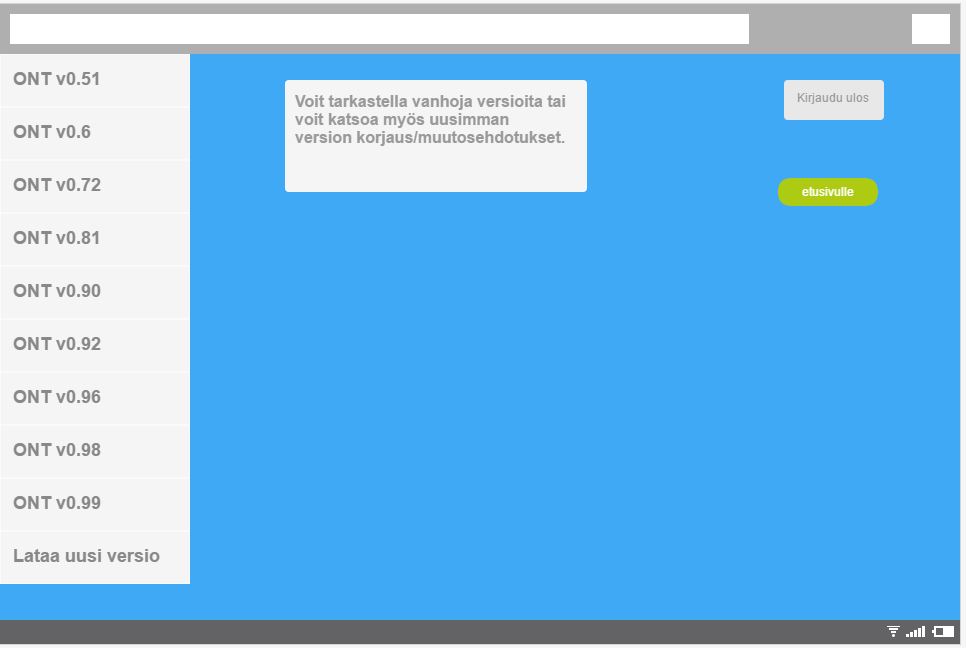 ONT v0.51
ONT v0.6
ONT v0.72
ONT v0.81
ONT v0.90
ONT v0.92
ONT v0.96
ONT v0.98
ONT v0.99
Lataa uusi versio
Voit tarkastella vanhoja versioita tai
voit katsoa myös uusimman
version korjaus/muutosehdotukset.
Kirjaudu ulos
etusivulle